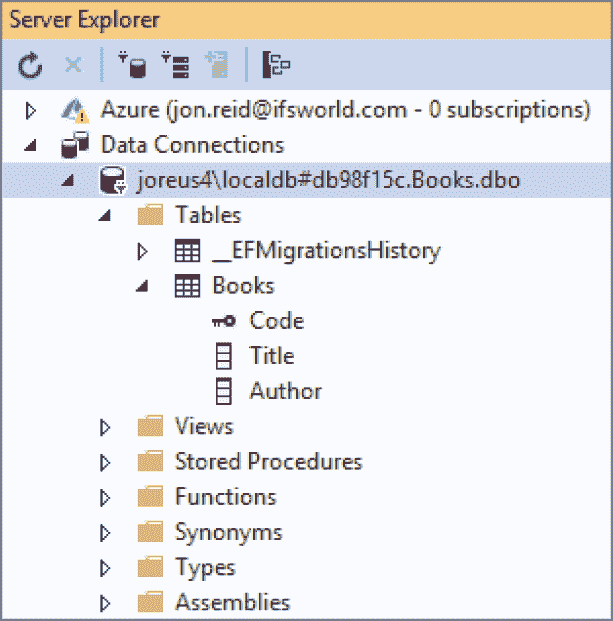 Server Explorer
Azure (jon.reid@ifsworld.com - 0 subscriptions)
Data Connections
joreus4\localdb#db98f15c.Books.dbo
Tables
__EFMigrationsHistory
Books
Code
Title
Author
Views
Stored Procedures
Functions
Synonyms
Types
Assemblies